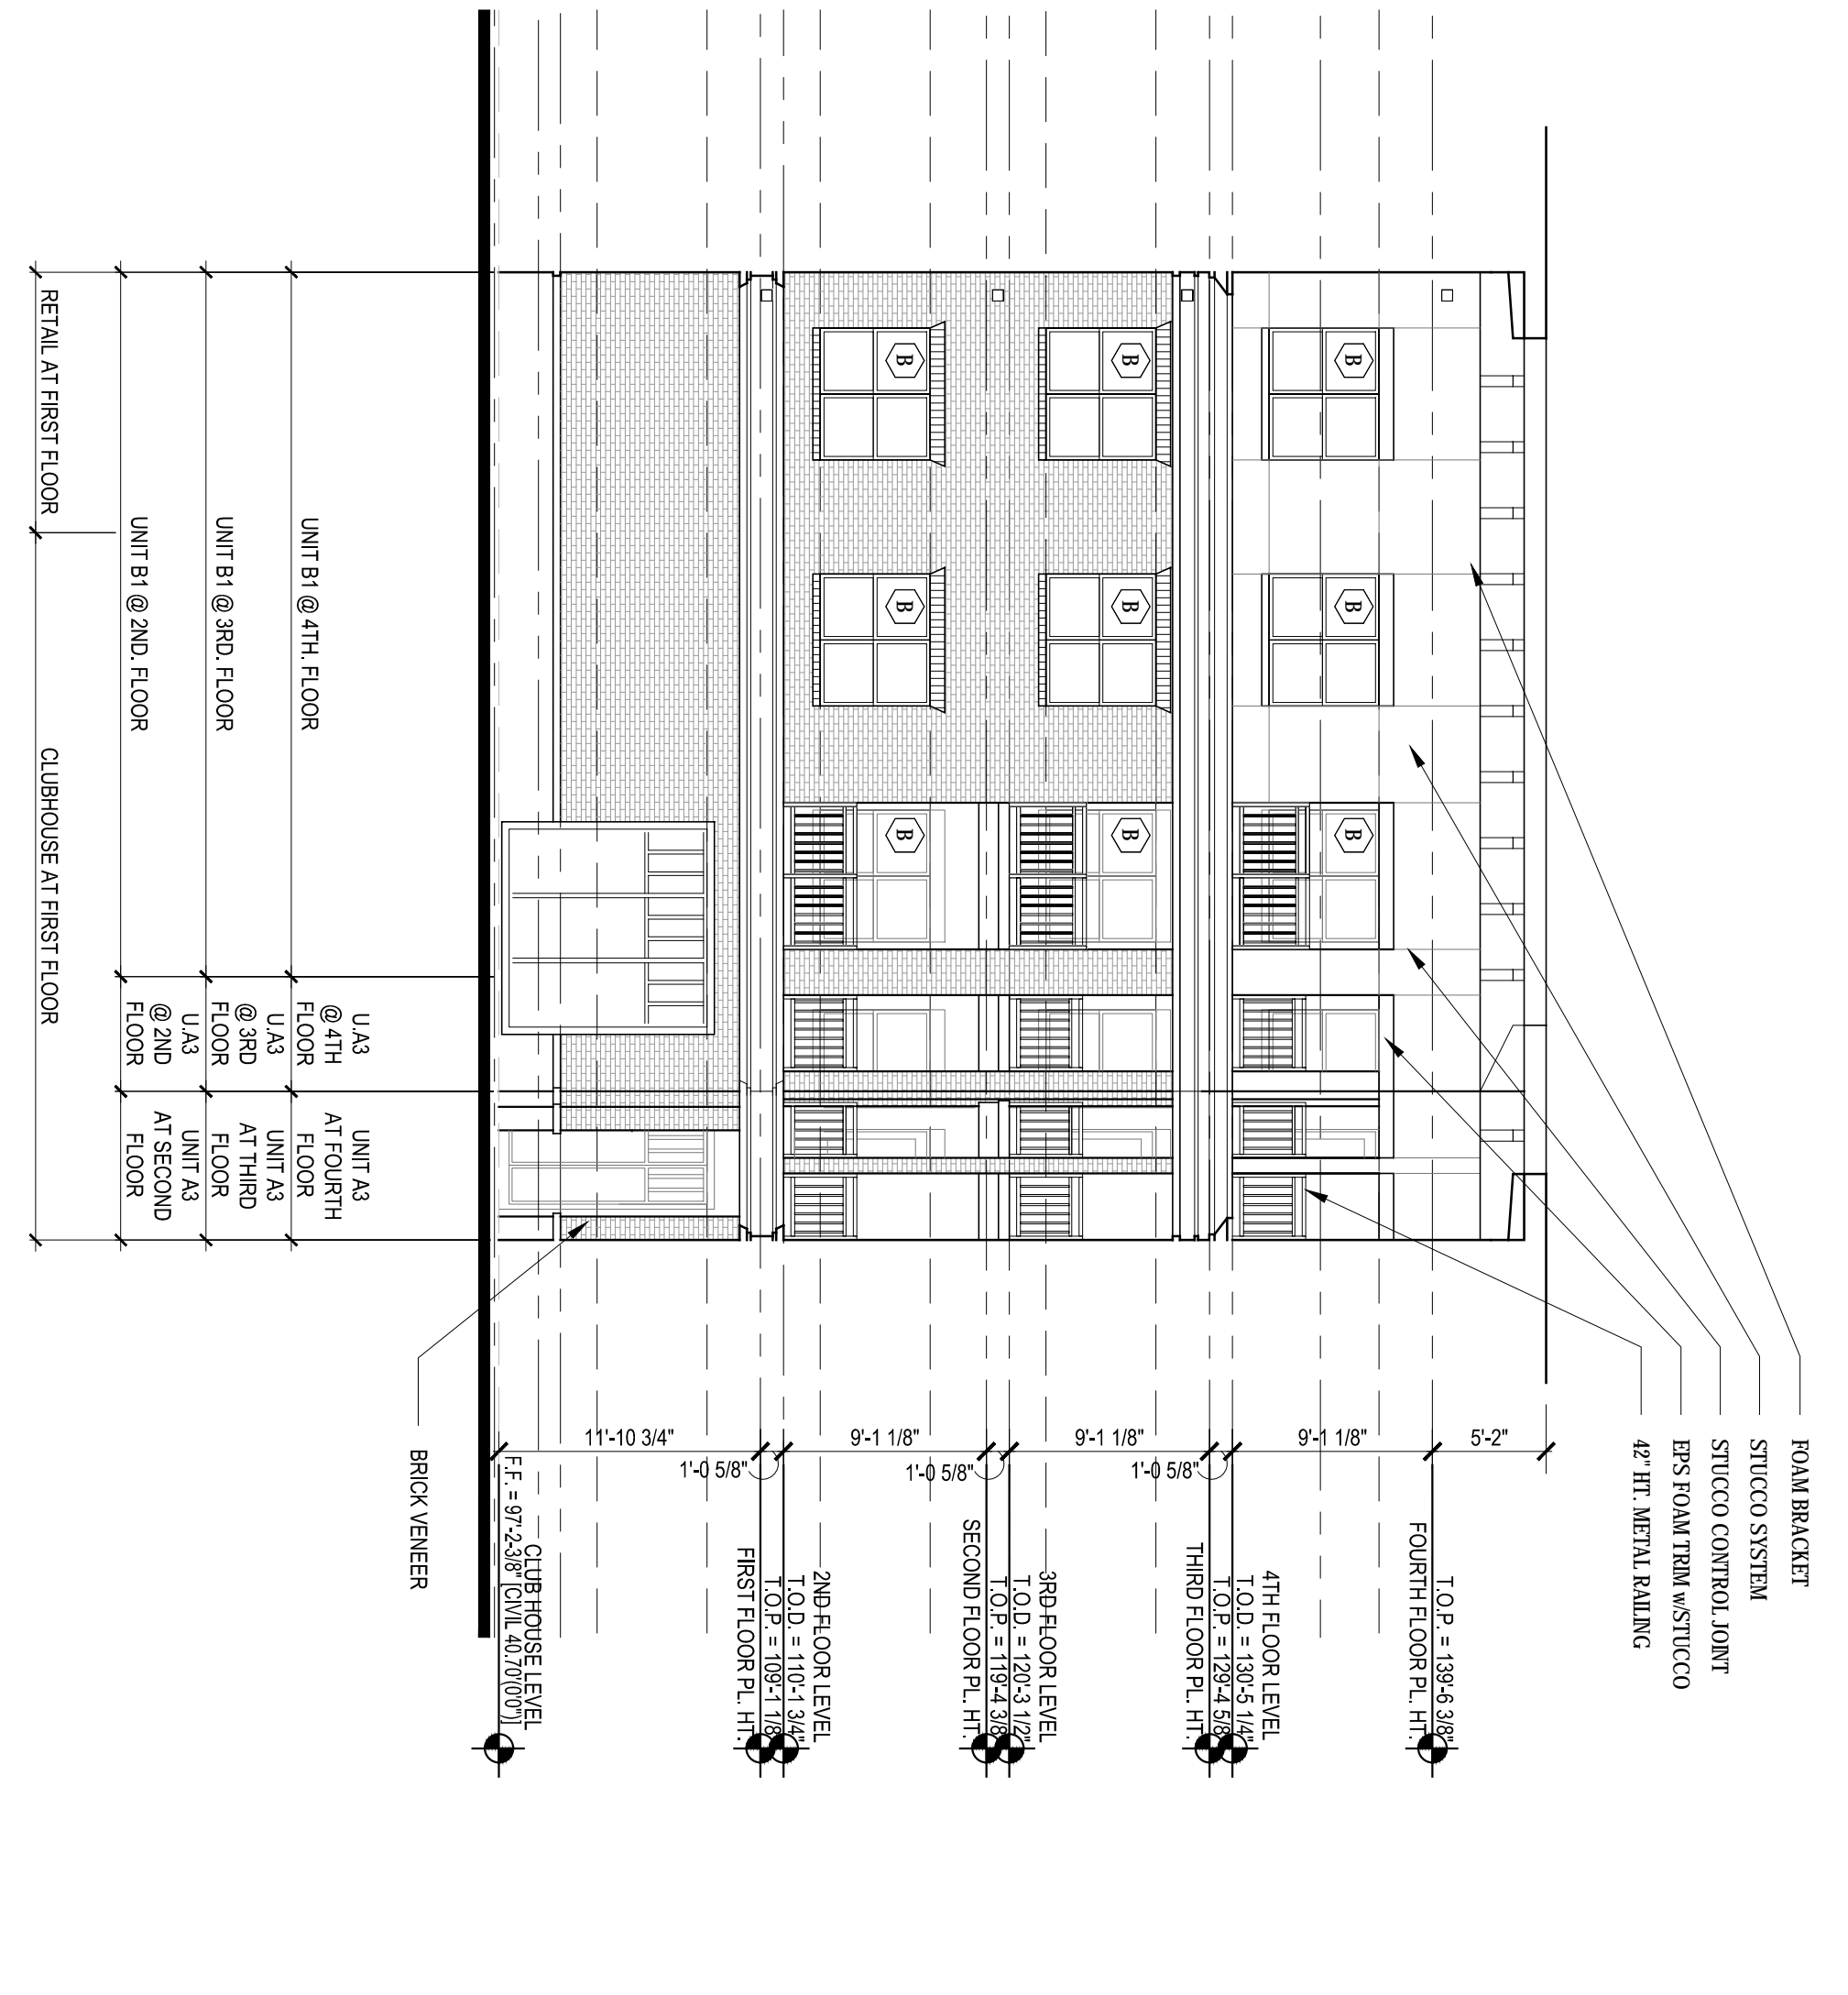 FOAM BRACKET
STUCCO SYSTEM
STUCCO CONTROL JOINT
EPS FOAM TRIM w/STUCCO
42" HT. METAL RAILING
5'-2"
T.O.P. = 139'-6 3/8"
FOURTH FLOOR PL. HT.
9'-1 1/8"
4TH FLOOR LEVEL
T.O.D. = 130'-5 1/4"
1'-0 5/8"
T.O.P. = 129'-4 5/8"
THIRD FLOOR PL. HT.
9'-1 1/8"
3RD FLOOR LEVEL
T.O.D. = 120'-3 1/2"
1'-0 5/8"
T.O.P. = 119'-4 3/8"
SECOND FLOOR PL. HT.
9'-1 1/8"
2ND FLOOR LEVEL
T.O.D. = 110'-1 3/4"
1'-0 5/8"
T.O.P. = 109'-1 1/8"
FIRST FLOOR PL. HT.
11'-10 3/4"
CLUB HOUSE LEVEL
F.F. = 97'-2-3/8" [CIVIL 40.70'(0'0")]
BRICK VENEER
B
B
B
B
B
B
B
B
B
UNIT B1 @ 4TH. FLOOR
U.A3
@ 4TH
FLOOR
UNIT A3
AT FOURTH
FLOOR
UNIT B1 @ 3RD. FLOOR
U.A3
@ 3RD
FLOOR
UNIT A3
AT THIRD
FLOOR
UNIT B1 @ 2ND. FLOOR
U.A3
@ 2ND
FLOOR
UNIT A3
AT SECOND
FLOOR
RETAIL AT FIRST FLOOR
CLUBHOUSE AT FIRST FLOOR